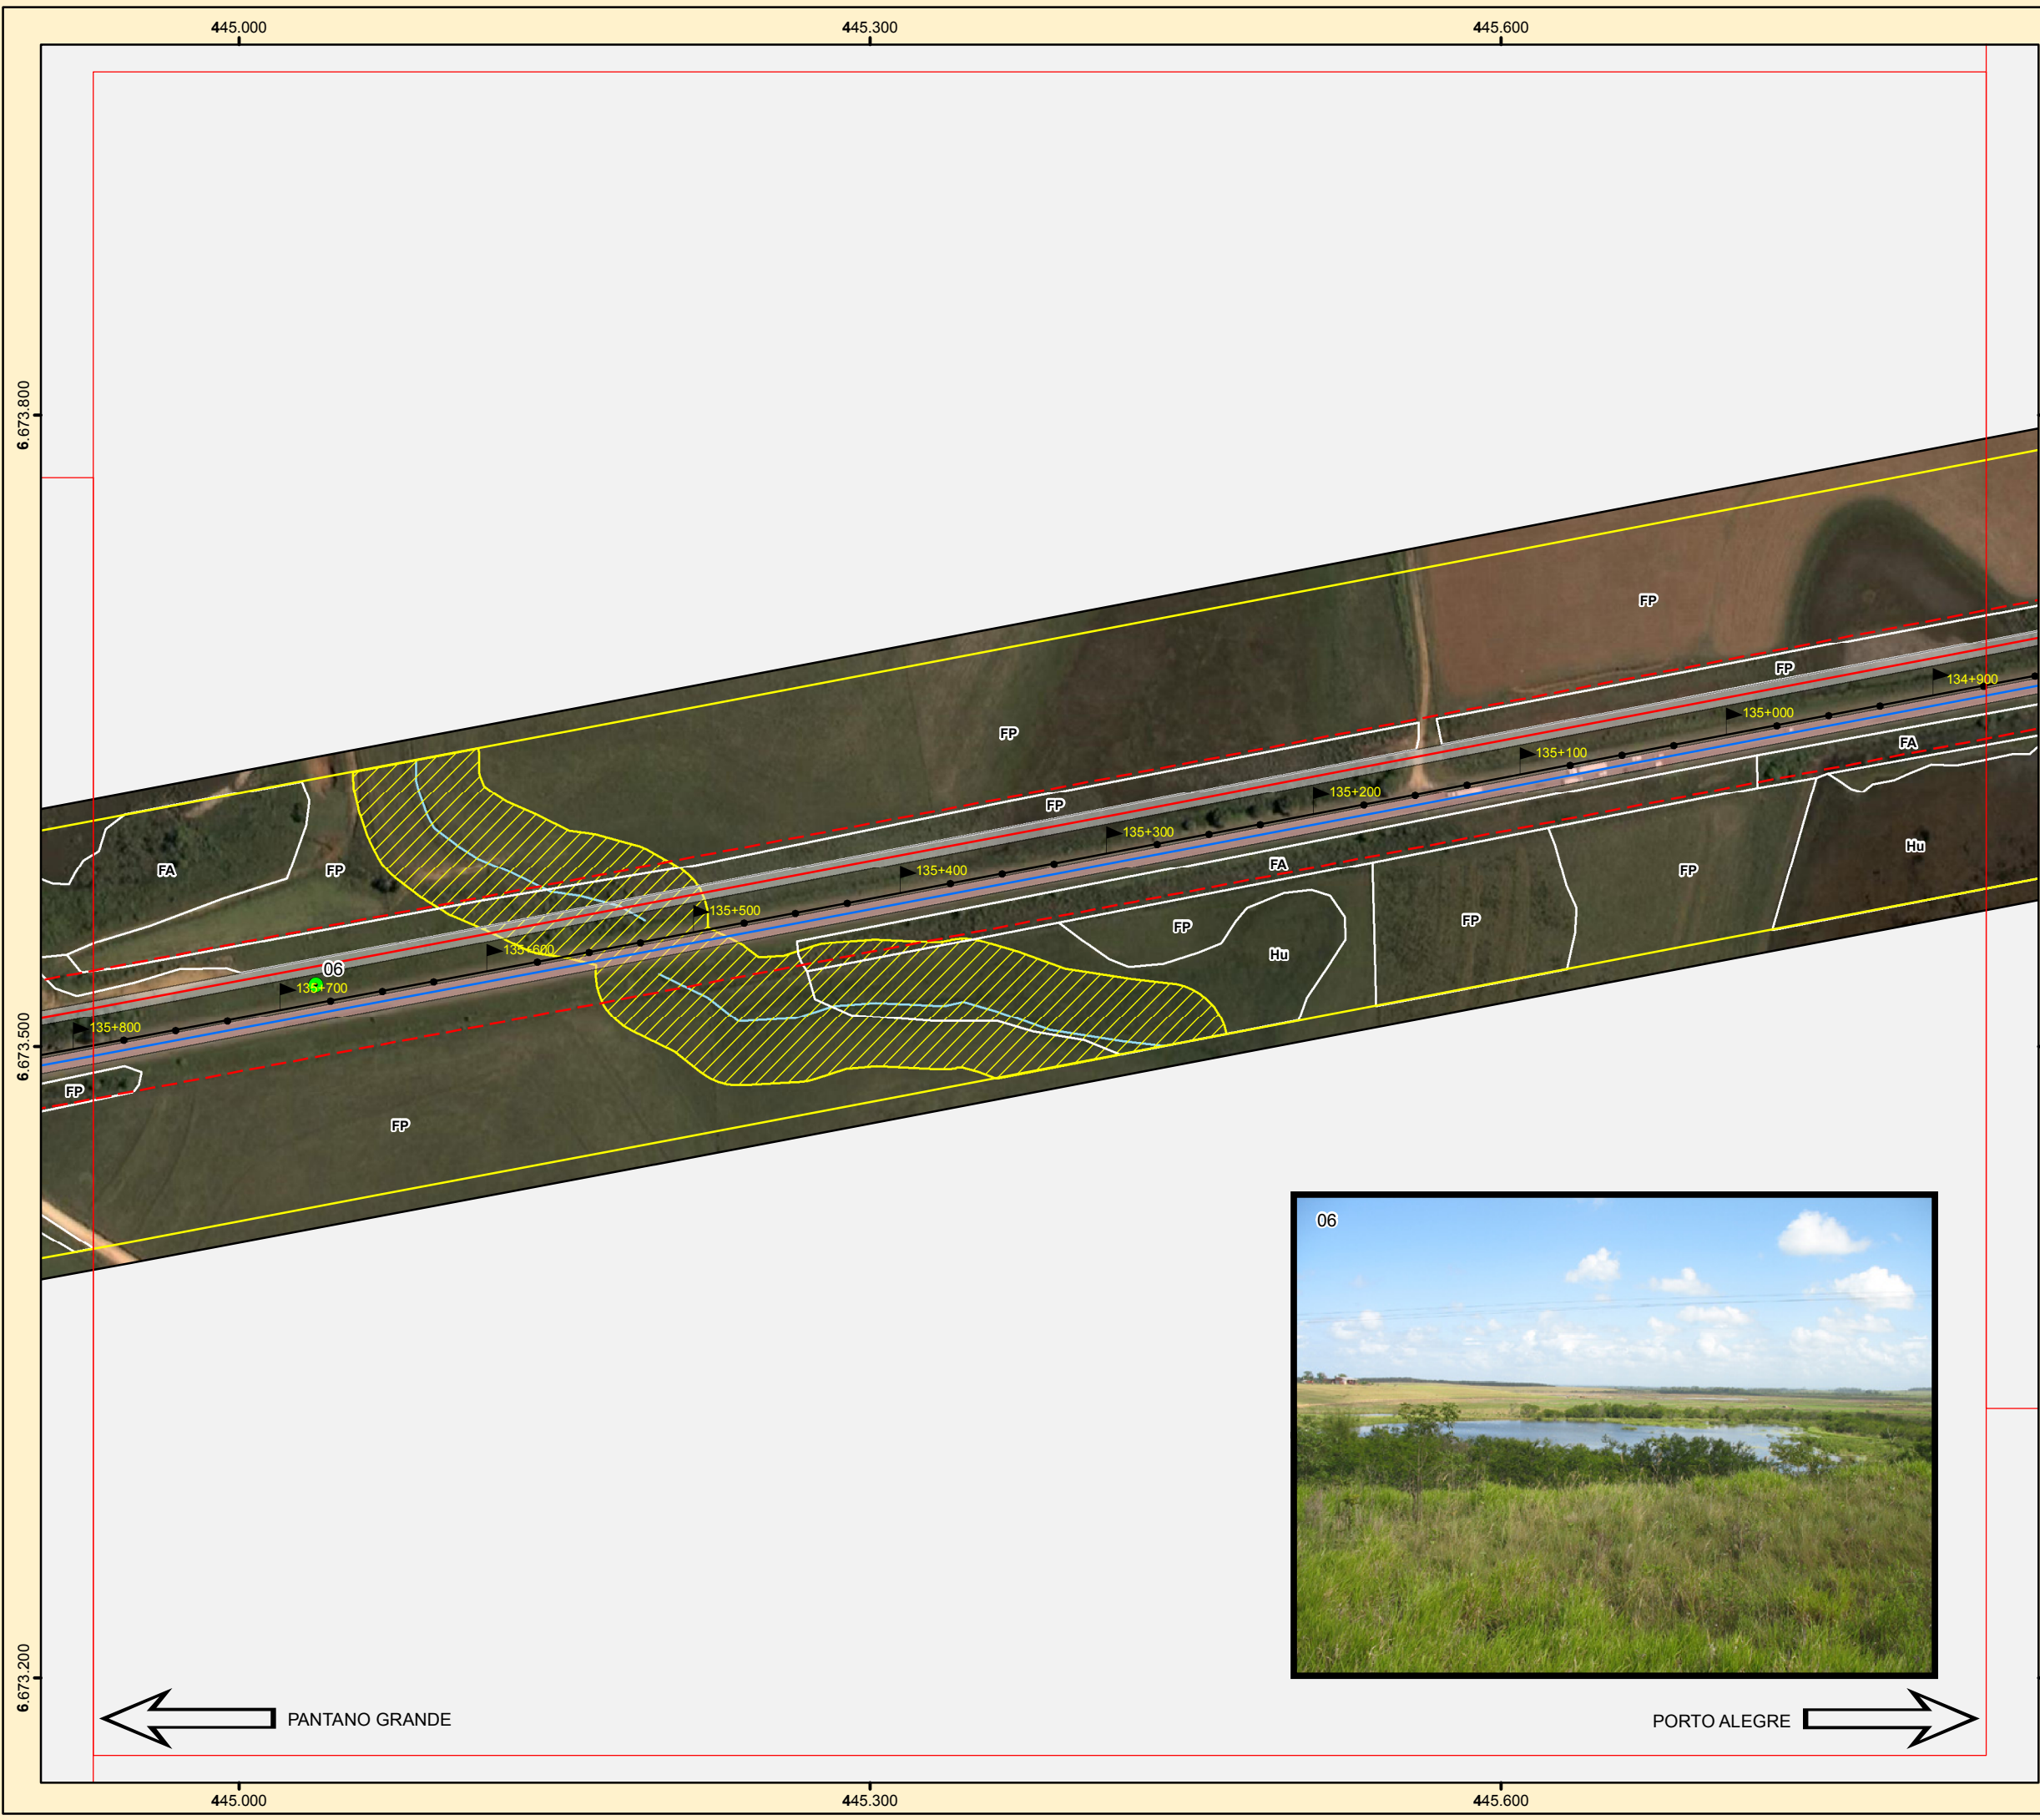 445.000
445.300
445.600
6.673.800
6.673.500
6.673.200
FP
FP
134+900
135+000
FP
FA
135+100
135+200
FP
135+300
Hu
FA
FP
FA
FP
135+400
135+500
FP
FP
135+600
Hu
06
135+700
135+800
FP
FP
06
PANTANO GRANDE
PORTO ALEGRE
445.000
445.300
445.600